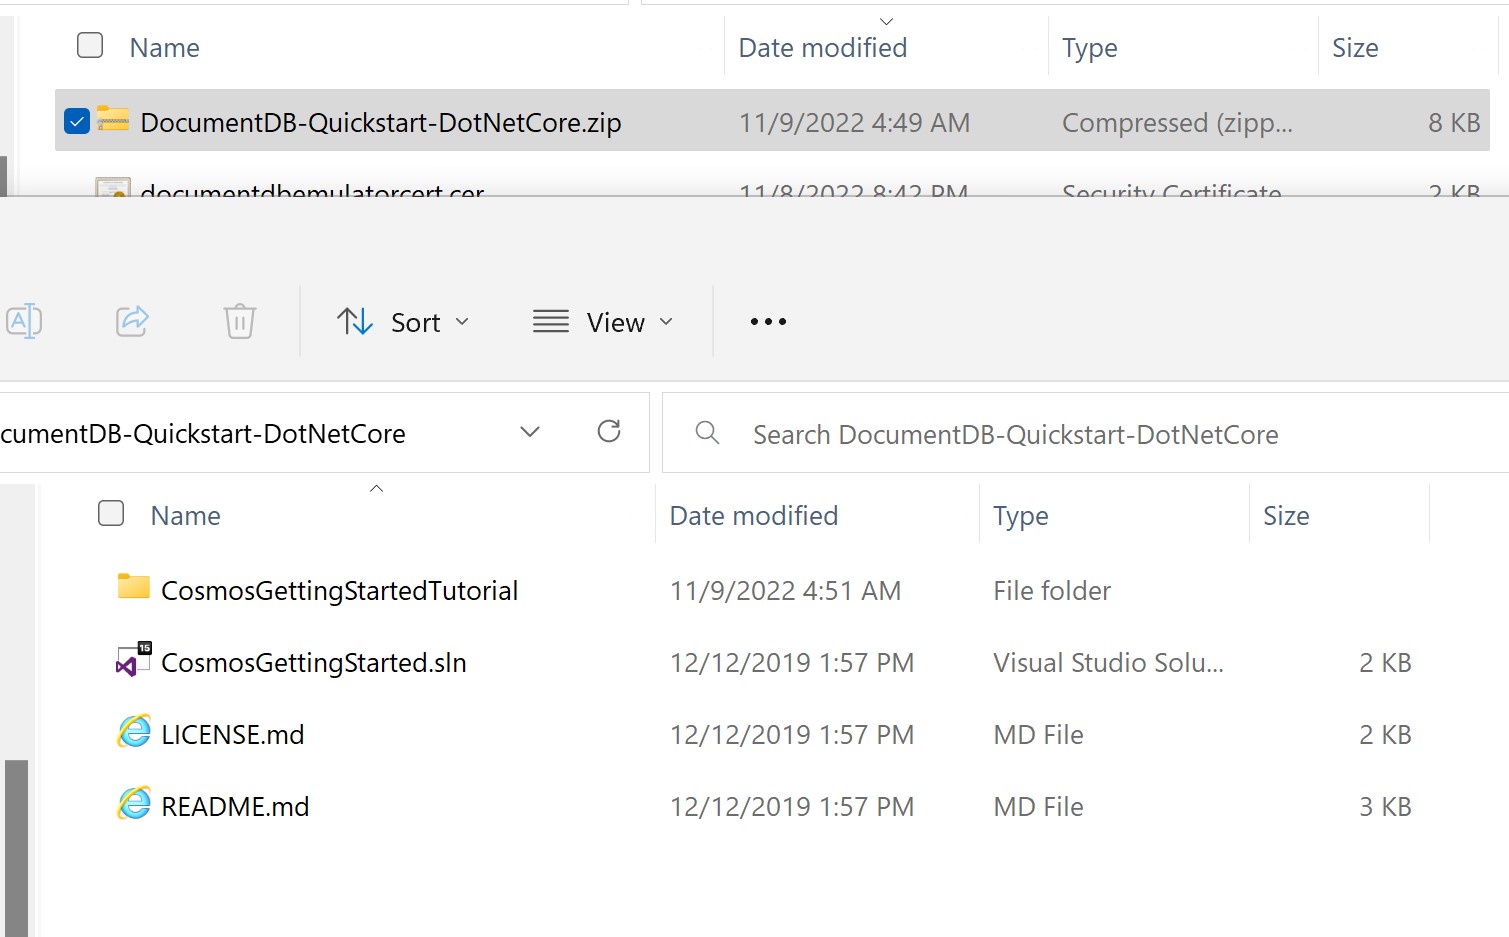 Name Date modified Type Size
DocumentDB-Quickstart-DotNetCore.zip 11/9/2022 4:49 AM Compressed (zipp... 8 KB
documentdbemulatorcert.cer 11/8/2022 8:42 PM Security Certificate 2 KB
A Sort View
cumentDB-Quickstart-DotNetCore Search DocumentDB-Quickstart-DotNetCore
Name Date modified Type Size
CosmosGettingStartedTutorial 11/9/2022 4:51 AM File folder
15
CosmosGettingStarted.sln 12/12/2019 1:57 PM Visual Studio Solu... 2 KB
LICENSE.md 12/12/2019 1:57 PM MD File 2 KB
README.md 12/12/2019 1:57 PM MD File 3 KB